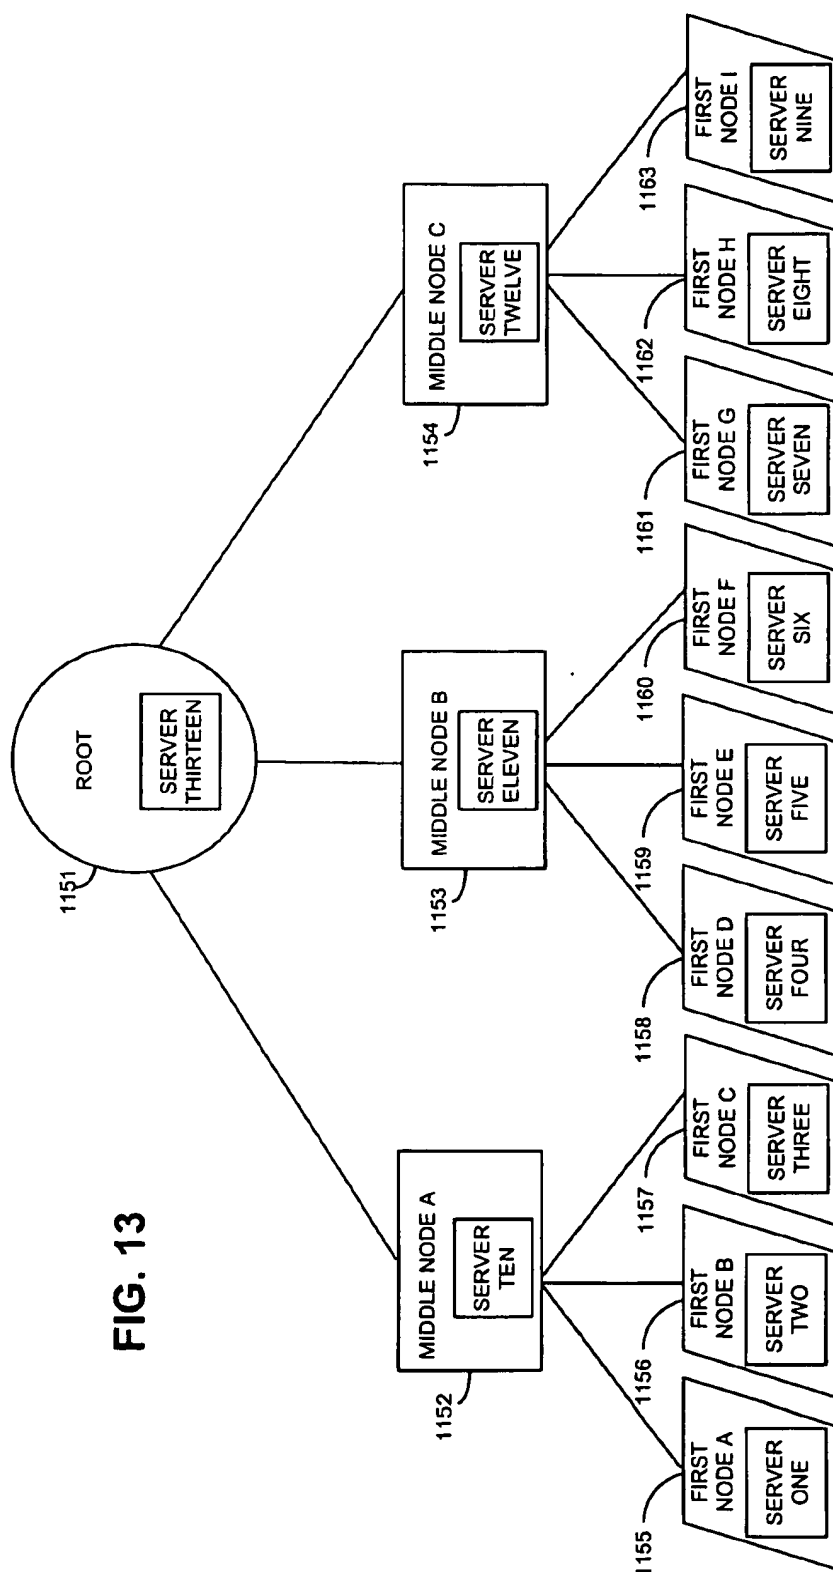 FIG. 13
ROOT
SERVER
THIRTEEN
1151
MIDDLE NODE A
SERVER
TEN
1152
MIDDLE NODE B
SERVER
ELEVEN
1153
MIDDLE NODE C
SERVER
TWELVE
1154
FIRST
NODE A
SERVER
ONE
1155
FIRST
NODE B
SERVER
TWO
1156
FIRST
NODE C
SERVER
THREE
1157
FIRST
NODE D
SERVER
FOUR
1158
FIRST
NODE E
SERVER
FIVE
1159
FIRST
NODE F
SERVER
SIX
1160
FIRST
NODE G
SERVER
SEVEN
1161
FIRST
NODE H
SERVER
EIGHT
1162
FIRST
NODE I
SERVER
NINE
1163